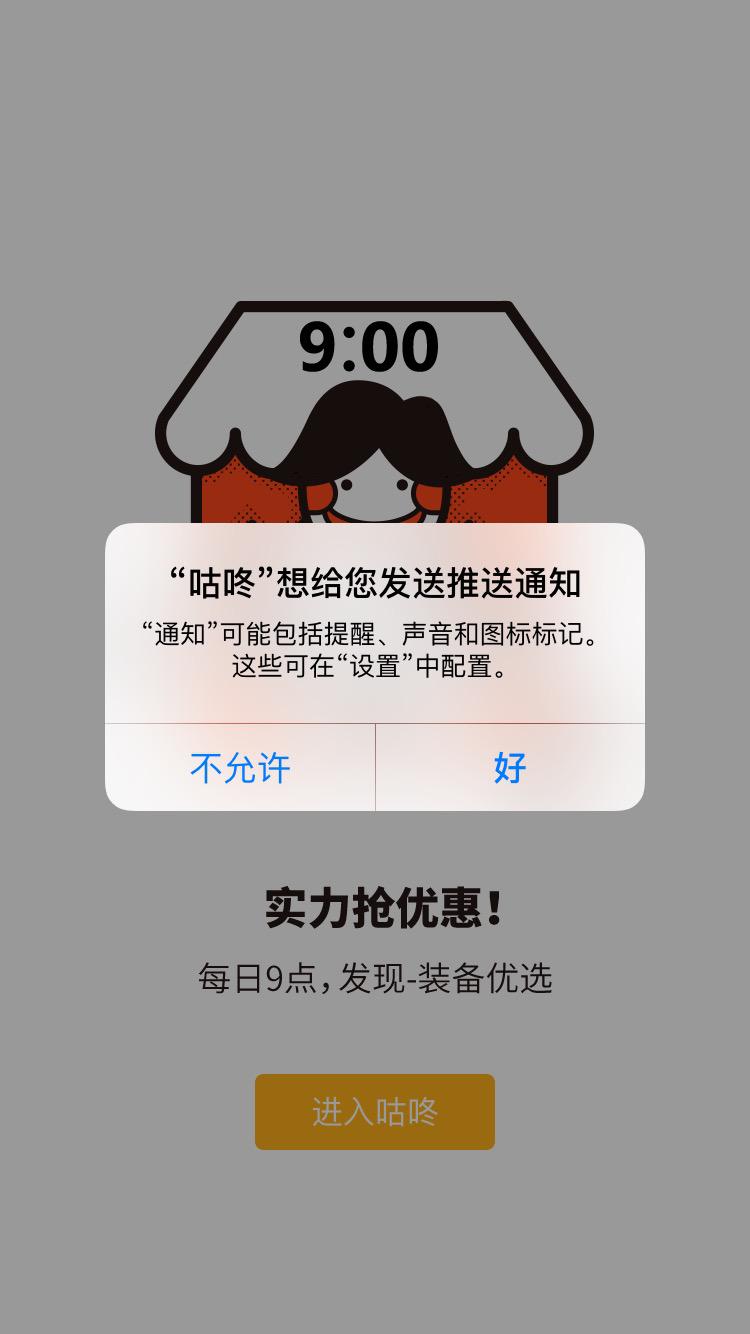 9:00
“咕咚”想给您发送推送通知
“通知”可能包括提醒、声音和图标标记。
这些可在“设置”中配置。
不允许
好
实力抢优惠！
每日9点，发现-装备优选
进入咕咚